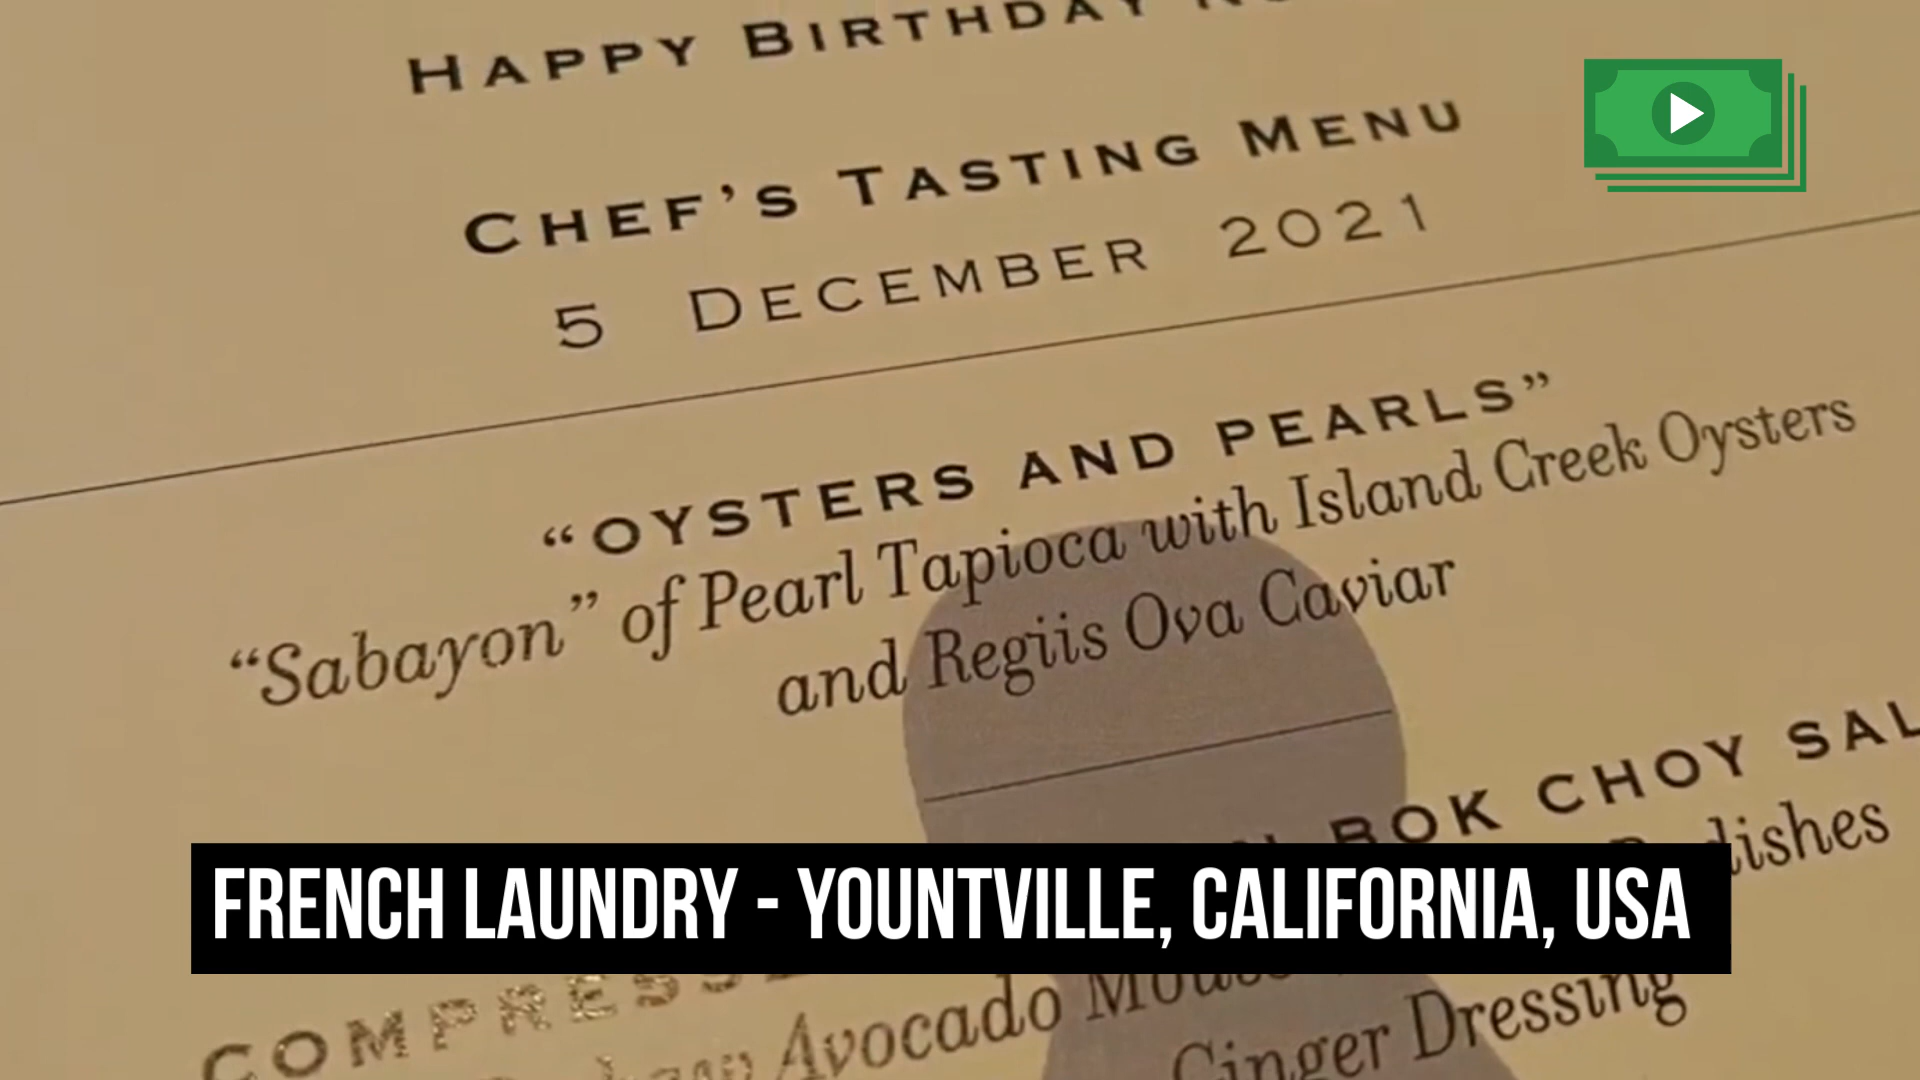 HAPPY BIRTHDAY
CHEF'S TASTING MENU
5 DECEMBER 2021
“OYSTERS AND PEARLS”
“Sabayon” of Pearl Tapioca with Island Creek Oysters
and Regiis Ova Caviar
BOK CHOY
FRENCH LAUNDRY - YOUNTVILLE, CALIFORNIA, USA
Avocado
Ginger Dressing